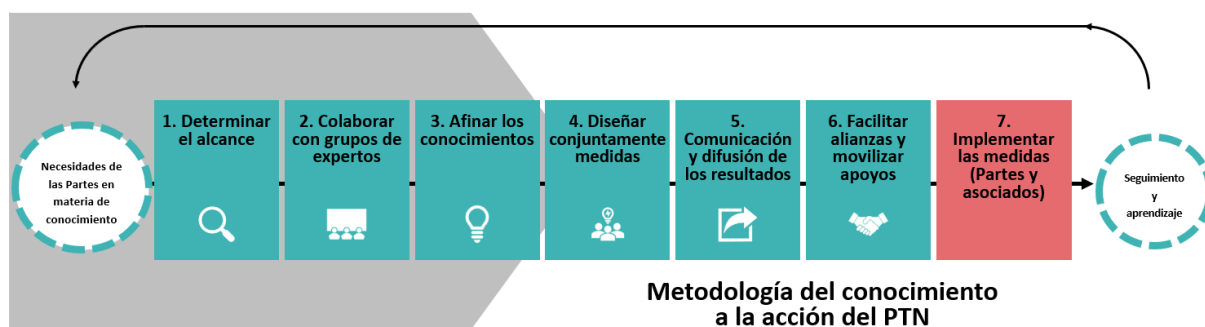 Necesidades de
las Partes en
materia de
conocimiento
1. Determinar
el alcance
2. Colaborar
con grupos de
expertos
3. Afinar los
conocimientos
4. Diseñar
conjuntamente
medidas
5.
Comunicación
y difusión de
los resultados
6. Facilitar
alianzas y
movilizar
apoyos
7.
Implementar
las medidas
(Partes y
asociados)
Seguimiento
y
aprendizaje
Metodología del conocimiento
a la acción del PTN